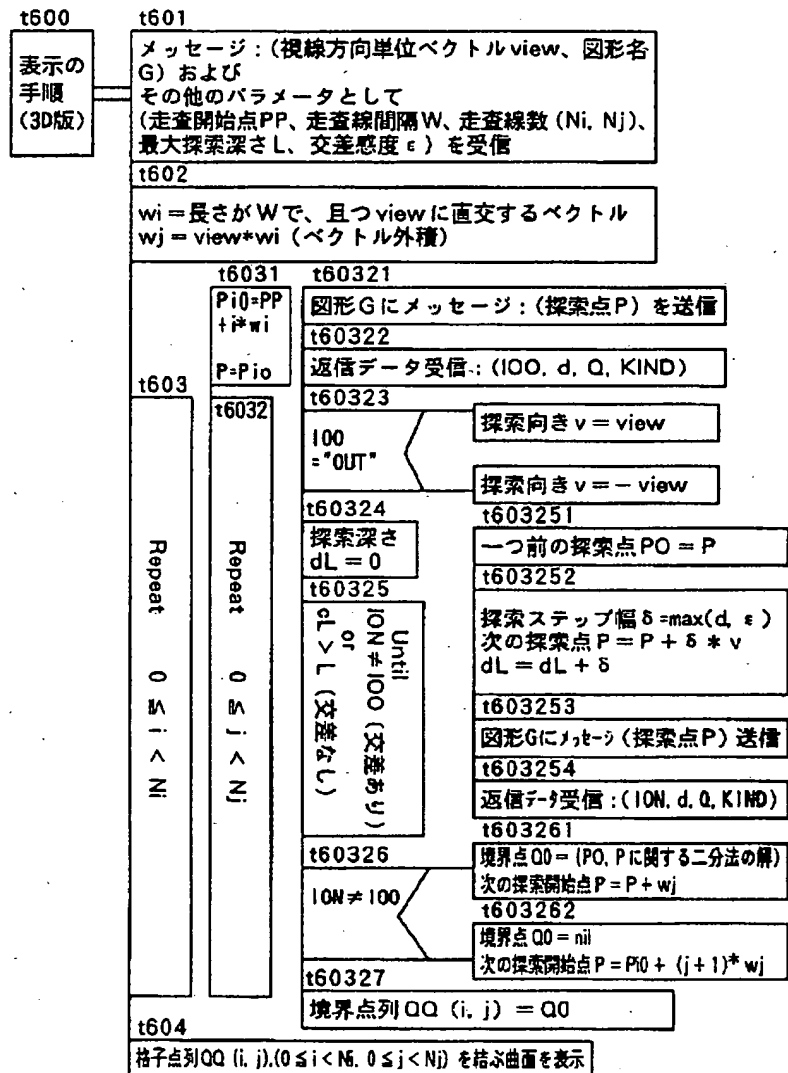 t600
表示の
手順
(3D版)
t601
メッセージ:(視線方向単位ベクトルview、図形名
G) および
その他のパラメータとして
(走査開始点PP、走査線間隔W、走査線数 (Ni, Nj)、
最大探索深さL、交差感度ε) を受信
t602
wi=長さがWで、且つviewに直交するベクトル
wj=view*wi (ベクトル外積)
t603
Repeat 0≦i<Ni
t6031
Pi0=PP
+i*wi
P=Pio
t6032
Repeat 0≦j<Nj
t60321
図形Gにメッセージ:(探索点P) を送信
t60322
返信データ受信:(IOO, d, Q, KIND)
t60323
IOO
="OUT"
探索向きv=view
探索向きv=-view
t60324
探索深さ
dL=0
t60325
Until
ION≠IOO (交差あり)
or
cL>L (交差なし)
t603251
一つ前の探索点PO=P
t603252
探索ステップ幅δ=max(d, ε)
次の探索点P=P+δ*v
dL=dL+δ
t603253
図形Gにメッセージ(探索点P) 送信
t603254
返信データ受信:(ION, d, Q, KIND)
t60326
ION≠IOO
t603261
境界点Q0=(PO, Pに関する二分法の解)
次の探索開始点P=P+wj
t603262
境界点Q0=nil
次の探索開始点P=Pi0+(j+1)*wj
t60327
境界点列QQ (i, j) =Q0
t604
格子点列QQ (i, j),(0≦i<Ni, 0≦j<Nj) を結ぶ曲面を表示